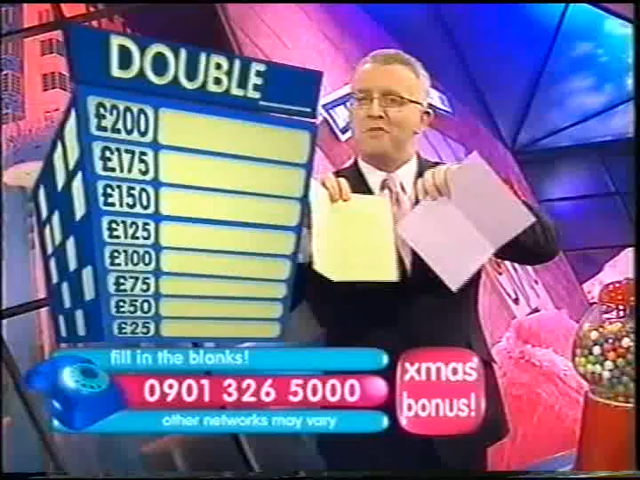 DOUBLE____
£200
£175
£150
£125
£100
£75
£50
£25
fill in the blanks!
0901 326 5000
other networks may vary
xmas
bonus!